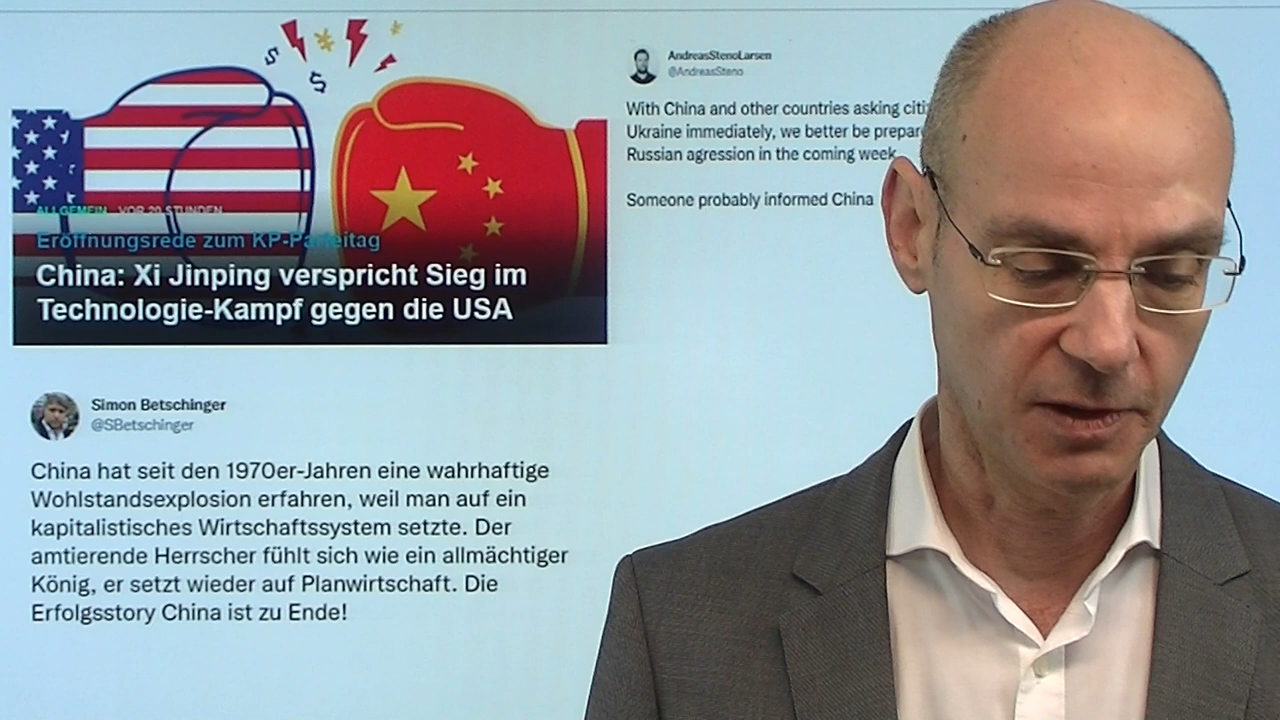 ALLGEMEIN VOR 20 STUNDEN
Eröffnungsrede zum KP-Parteitag
China: Xi Jinping verspricht Sieg im
Technologie-Kampf gegen die USA
Simon Betschinger
@SBetschinger
China hat seit den 1970er-Jahren eine wahrhaftige
Wohlstandsexplosion erfahren, weil man auf ein
kapitalistisches Wirtschaftssystem setzte. Der
amtierende Herrscher fühlt sich wie ein allmächtiger
König, er setzt wieder auf Planwirtschaft. Die
Erfolgsstory China ist zu Ende!
AndreasStenoLarsen
@AndreasSteno
With China and other countries asking
Ukraine immediately, we better be
Russian agression in the coming week
Someone probably informed China